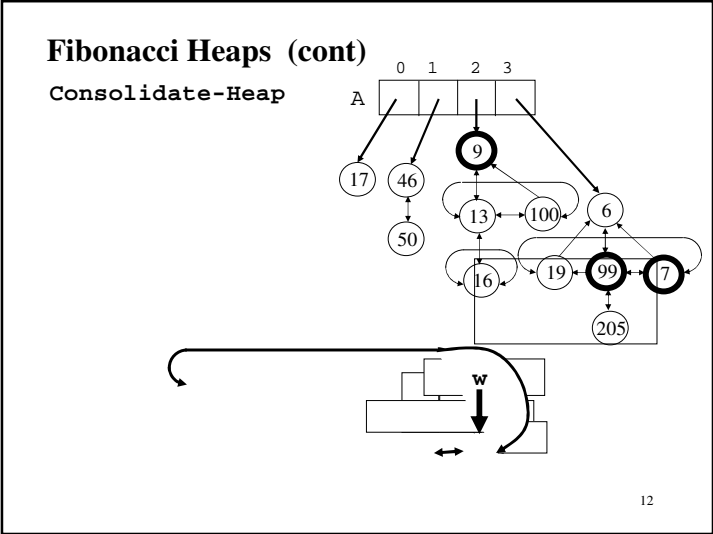 Fibonacci Heaps (cont)
0 1 2 3
Consolidate-Heap
A
9
17 46
13 100 6
50
16 19 99 7
205
w
12